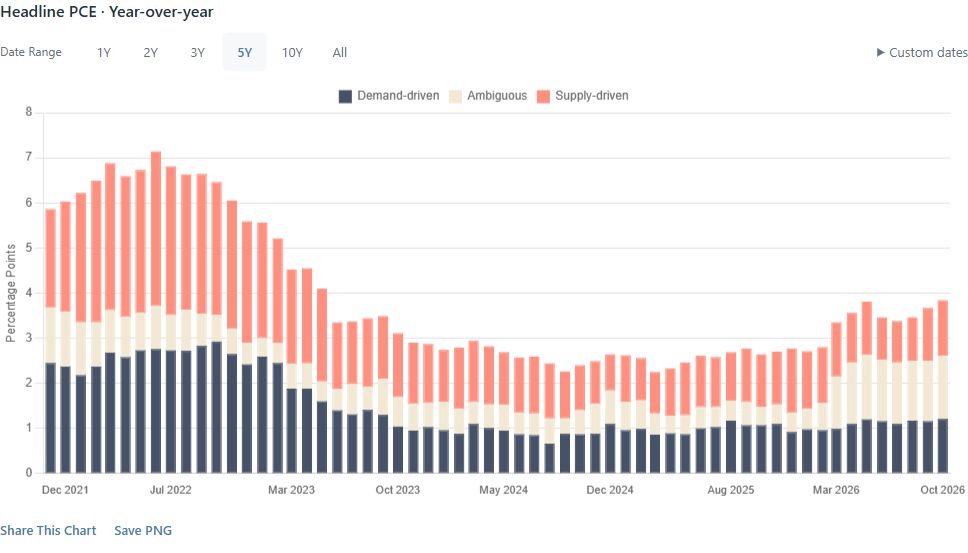 Headline PCE · Year-over-year
Date Range 1Y 2Y 3Y 5Y 10Y All ▶ Custom dates
Demand-driven Ambiguous Supply-driven
8
7
6
5
4
3
2
1
0
Percentage Points
Dec 2021 Jul 2022 Mar 2023 Oct 2023 May 2024 Dec 2024 Aug 2025 Mar 2026 Oct 2026
Share This Chart Save PNG